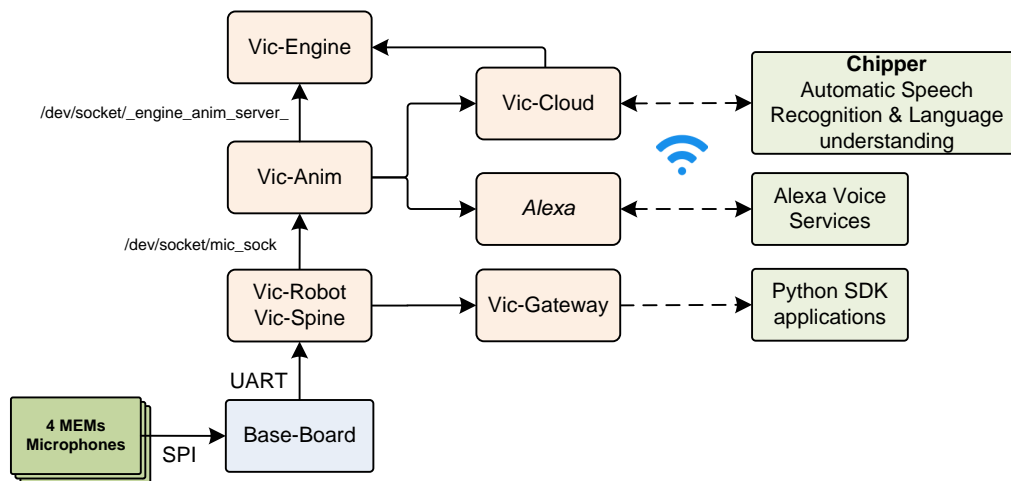 Vic-Engine
Vic-Cloud
Chipper
Automatic Speech
Recognition & Language
understanding
/dev/socket/_engine_anim_server_
Vic-Anim
Alexa
Alexa Voice
Services
/dev/socket/mic_sock
Vic-Robot
Vic-Spine
Vic-Gateway
Python SDK
applications
UART
4 MEMs
Microphones
SPI
Base-Board